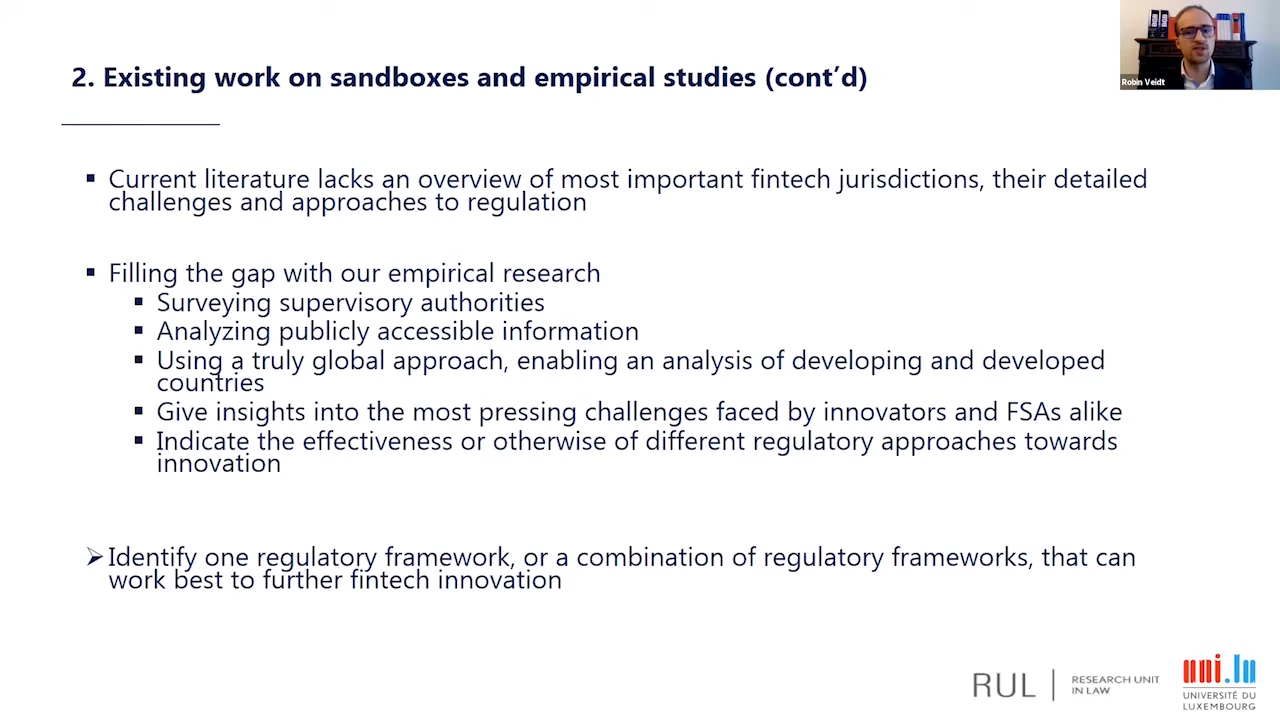 2. Existing work on sandboxes and empirical studies (cont’d)
Robin Veidt
▪ Current literature lacks an overview of most important fintech jurisdictions, their detailed
challenges and approaches to regulation
▪ Filling the gap with our empirical research
▪ Surveying supervisory authorities
▪ Analyzing publicly accessible information
▪ Using a truly global approach, enabling an analysis of developing and developed
countries
▪ Give insights into the most pressing challenges faced by innovators and FSAs alike
▪ Indicate the effectiveness or otherwise of different regulatory approaches towards
innovation
➢ Identify one regulatory framework, or a combination of regulatory frameworks, that can
work best to further fintech innovation
RUL
RESEARCH UNIT
IN LAW
uni.lu
UNIVERSITÉ DU
LUXEMBOURG